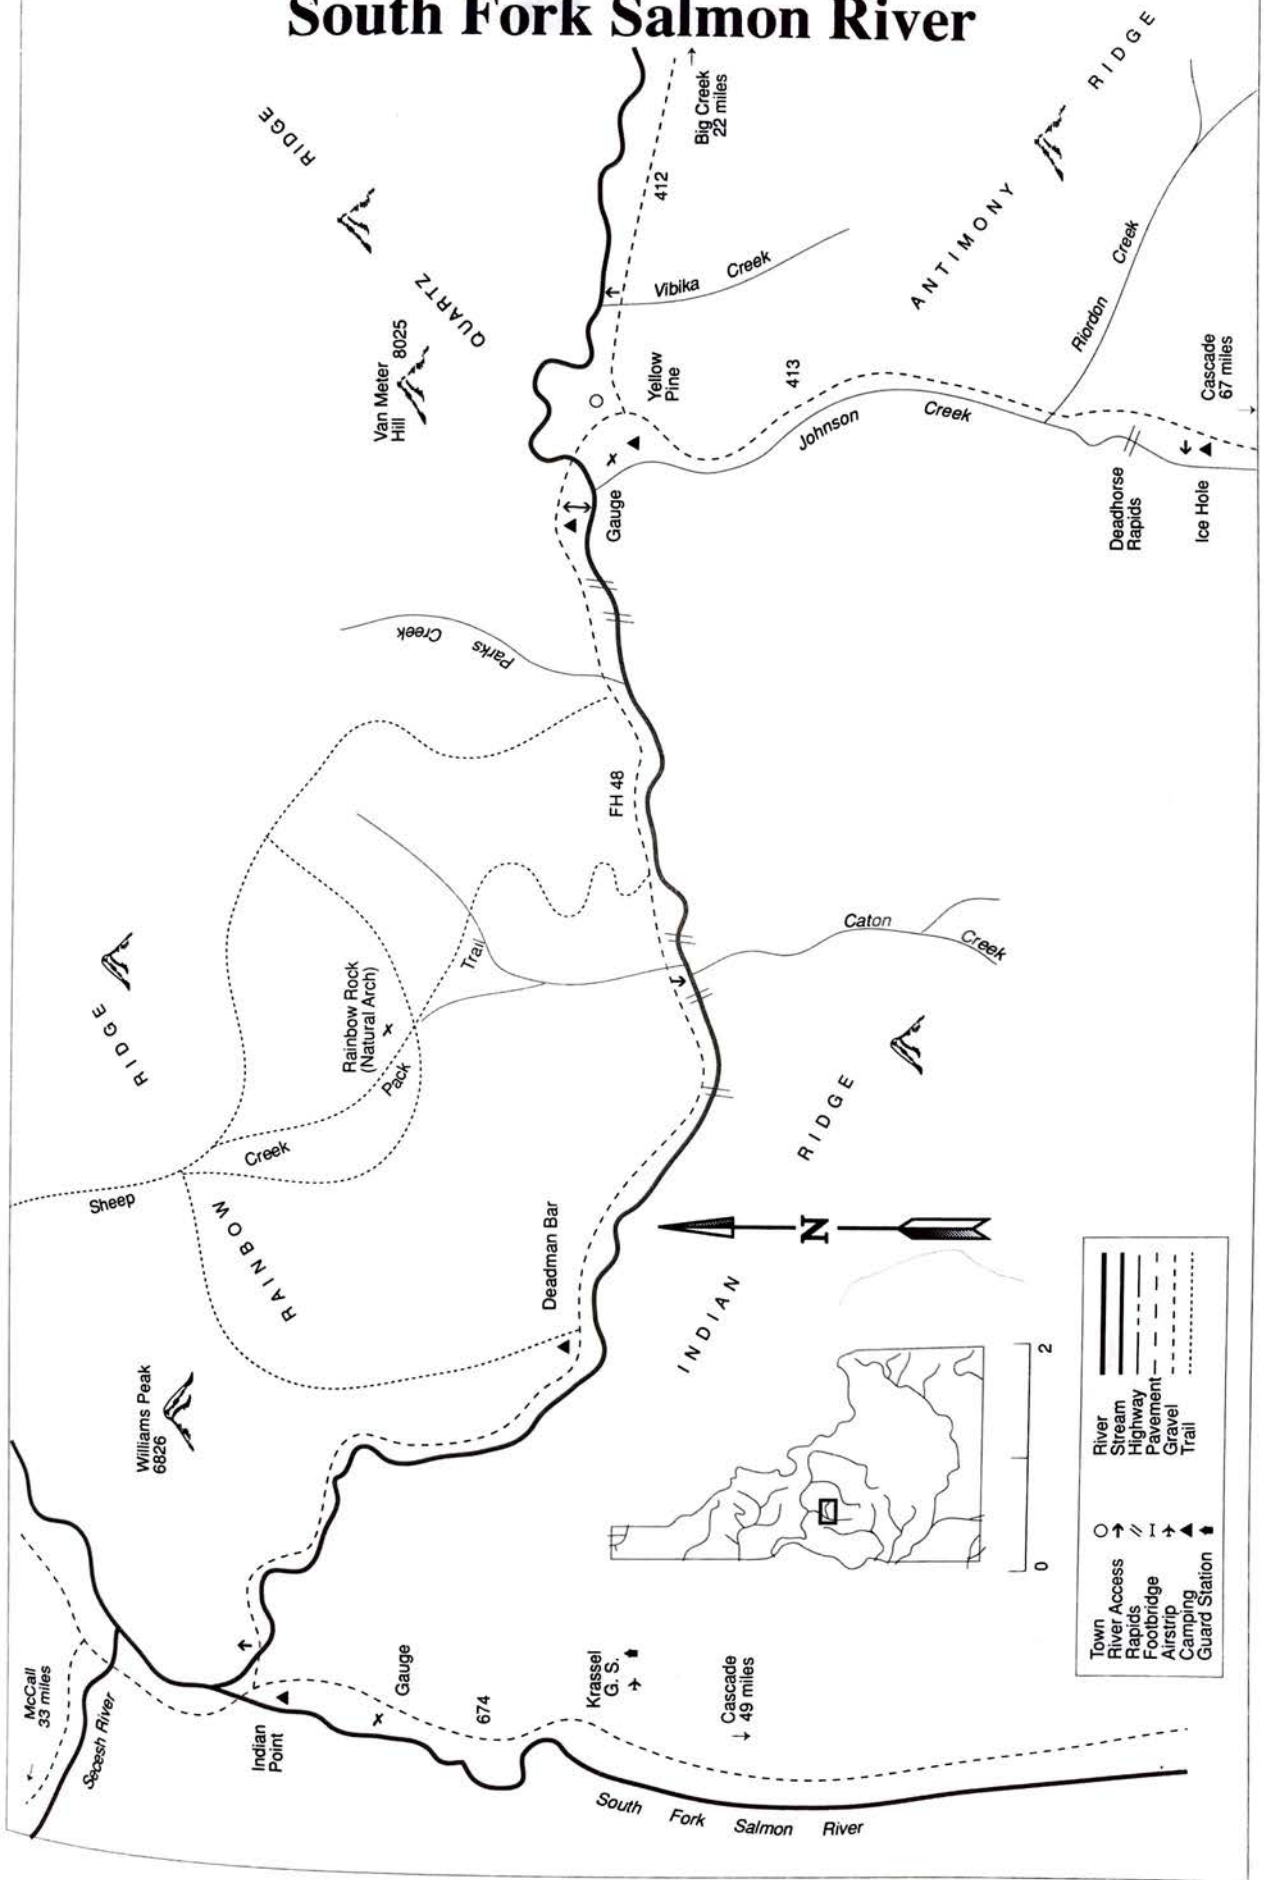 South Fork Salmon River
RIDGE
QUARTZ
Van Meter
Hill 8025
Big Creek
22 miles
412
Vibika Creek
ANTIMONY RIDGE
Riordon Creek
Yellow
Pine
413
Johnson Creek
Cascade
67 miles
Gauge
Deadhorse
Rapids
Ice Hole
Parks Creek
FH 48
Caton
Creek
RIDGE
Rainbow Rock
(Natural Arch)
Trail
Pack
Creek
Sheep
RAINBOW
Deadman Bar
INDIAN RIDGE
N
Williams Peak
6826
McCall
33 miles
Secesh River
Indian
Point
Gauge
674
Krassel
G. S.
Cascade
49 miles
South Fork Salmon River
0 2
Town
River Access
Rapids
Footbridge
Airstrip
Camping
Guard Station
River
Stream
Highway
Pavement
Gravel
Trail